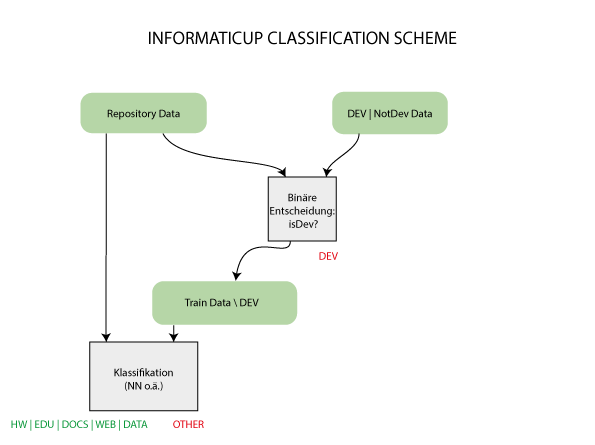 INFORMATICUP CLASSIFICATION SCHEME
Repository Data
DEV | NotDev Data
Binäre
Entscheidung:
isDev?
DEV
Train Data \ DEV
Klassifikation
(NN o.ä.)
HW | EDU | DOCS | WEB | DATA
OTHER